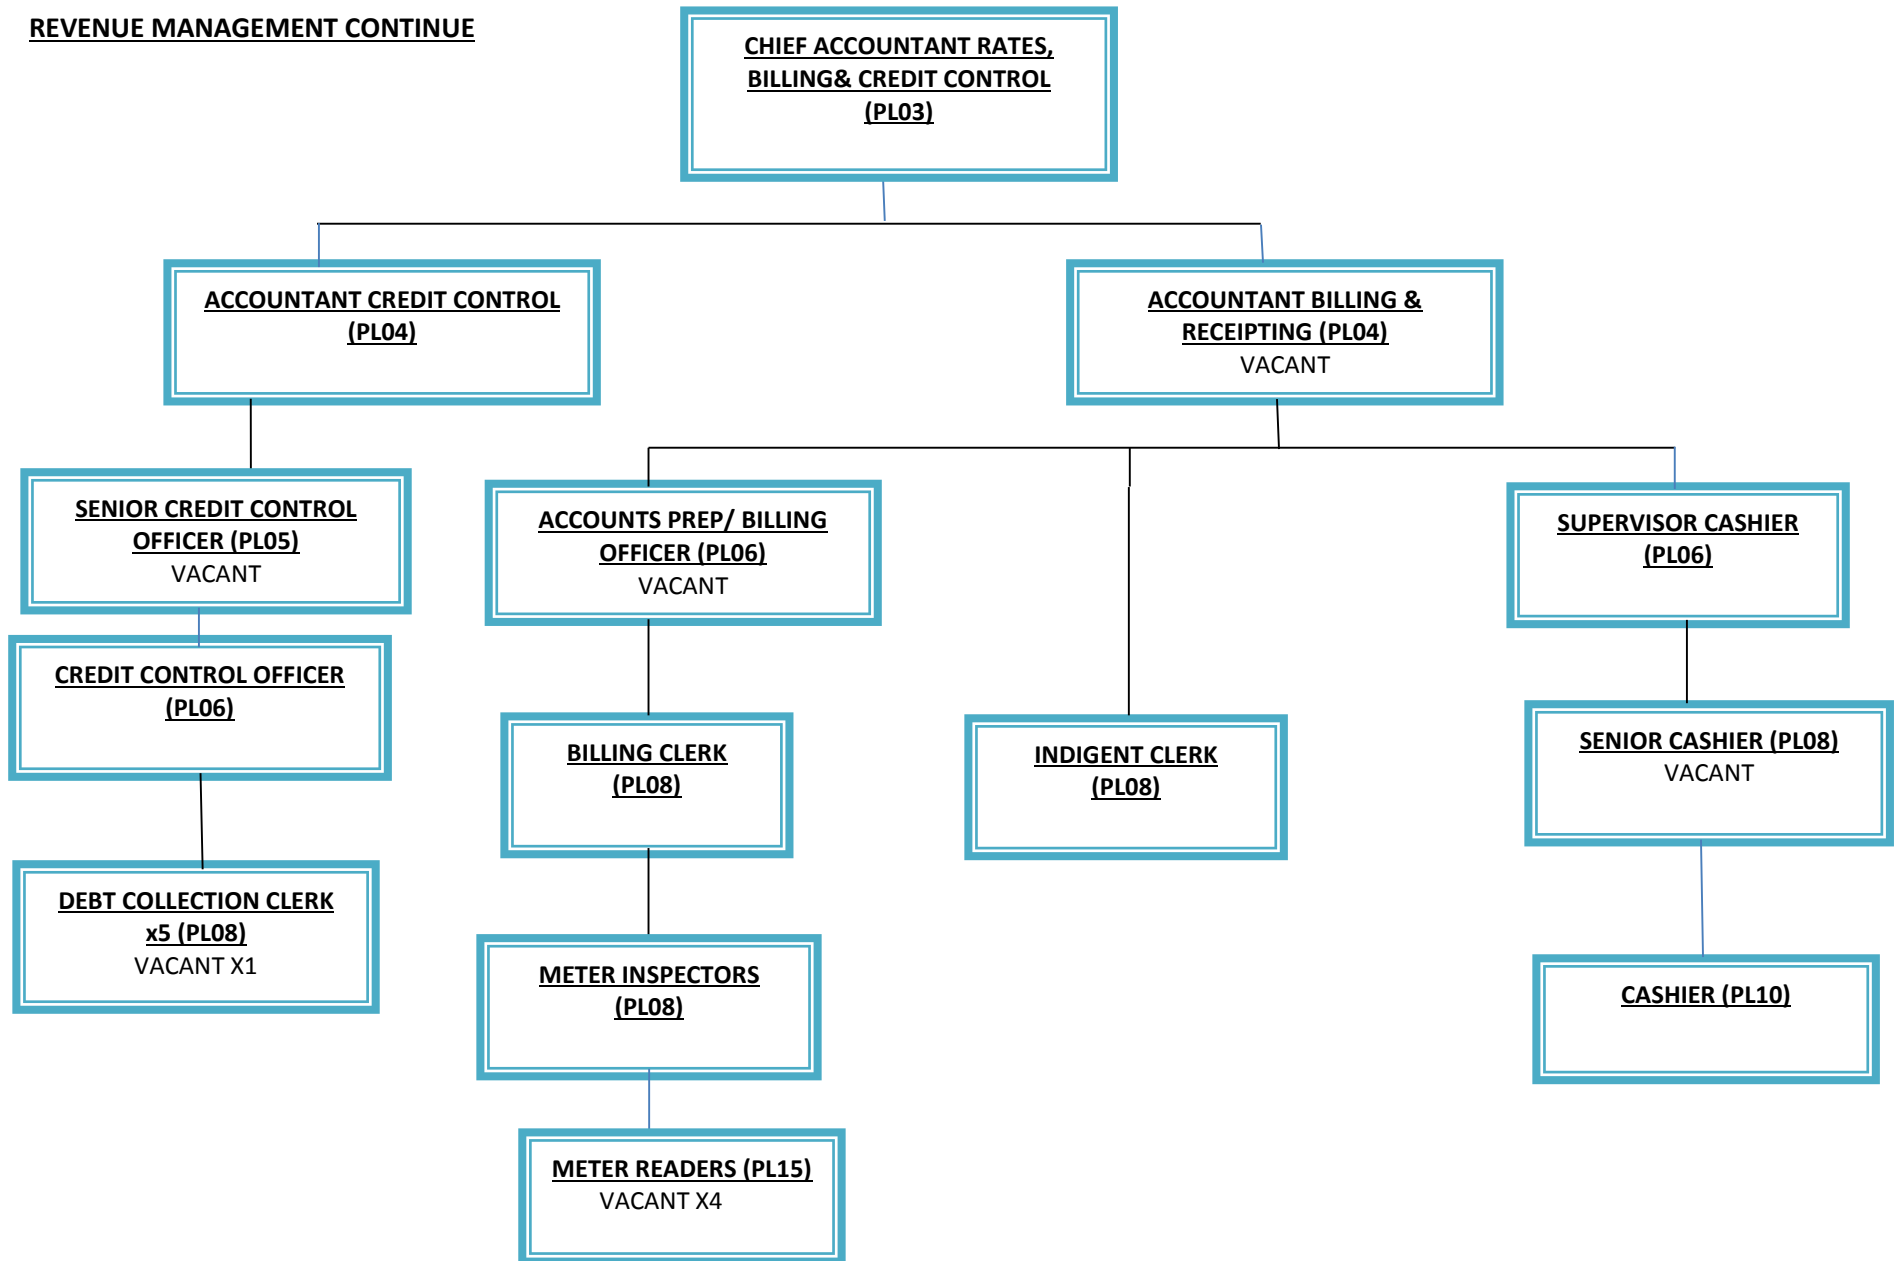 REVENUE MANAGEMENT CONTINUE
CHIEF ACCOUNTANT RATES,
BILLING& CREDIT CONTROL
(PL03)
ACCOUNTANT CREDIT CONTROL
(PL04)
ACCOUNTANT BILLING &
RECEIPTING (PL04)
VACANT
SENIOR CREDIT CONTROL
OFFICER (PL05)
VACANT
ACCOUNTS PREP/ BILLING
OFFICER (PL06)
VACANT
SUPERVISOR CASHIER
(PL06)
CREDIT CONTROL OFFICER
(PL06)
BILLING CLERK
(PL08)
INDIGENT CLERK
(PL08)
SENIOR CASHIER (PL08)
VACANT
DEBT COLLECTION CLERK
x5 (PL08)
VACANT X1
METER INSPECTORS
(PL08)
CASHIER (PL10)
METER READERS (PL15)
VACANT X4